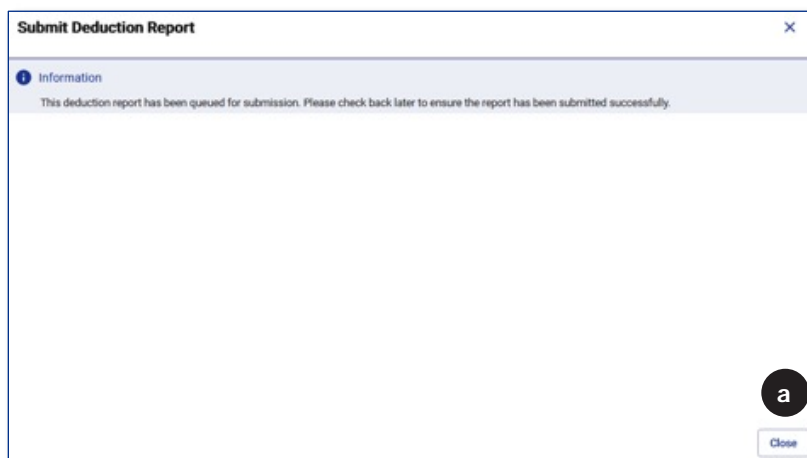 Submit Deduction Report
Information
This deduction report has been queued for submission. Please check back later to ensure the report has been submitted successfully.
a
Close